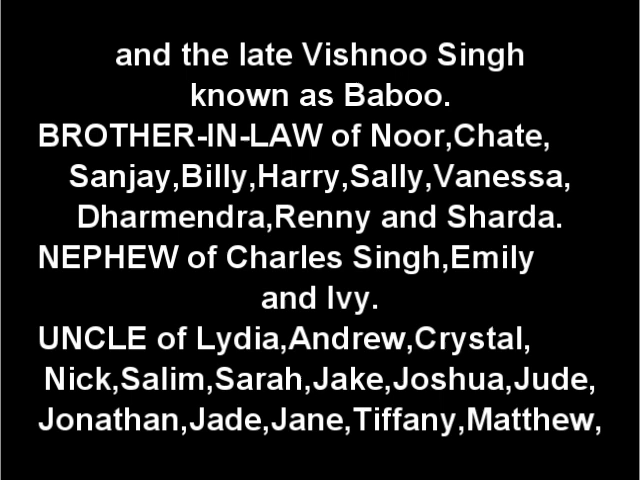 and the late Vishnoo Singh
known as Baboo.
BROTHER-IN-LAW of Noor,Chate,
Sanjay,Billy,Harry,Sally,Vanessa,
Dharmendra,Renny and Sharda.
NEPHEW of Charles Singh,Emily
and Ivy.
UNCLE of Lydia,Andrew,Crystal,
Nick,Salim,Sarah,Jake,Joshua,Jude,
Jonathan,Jade,Jane,Tiffany,Matthew,